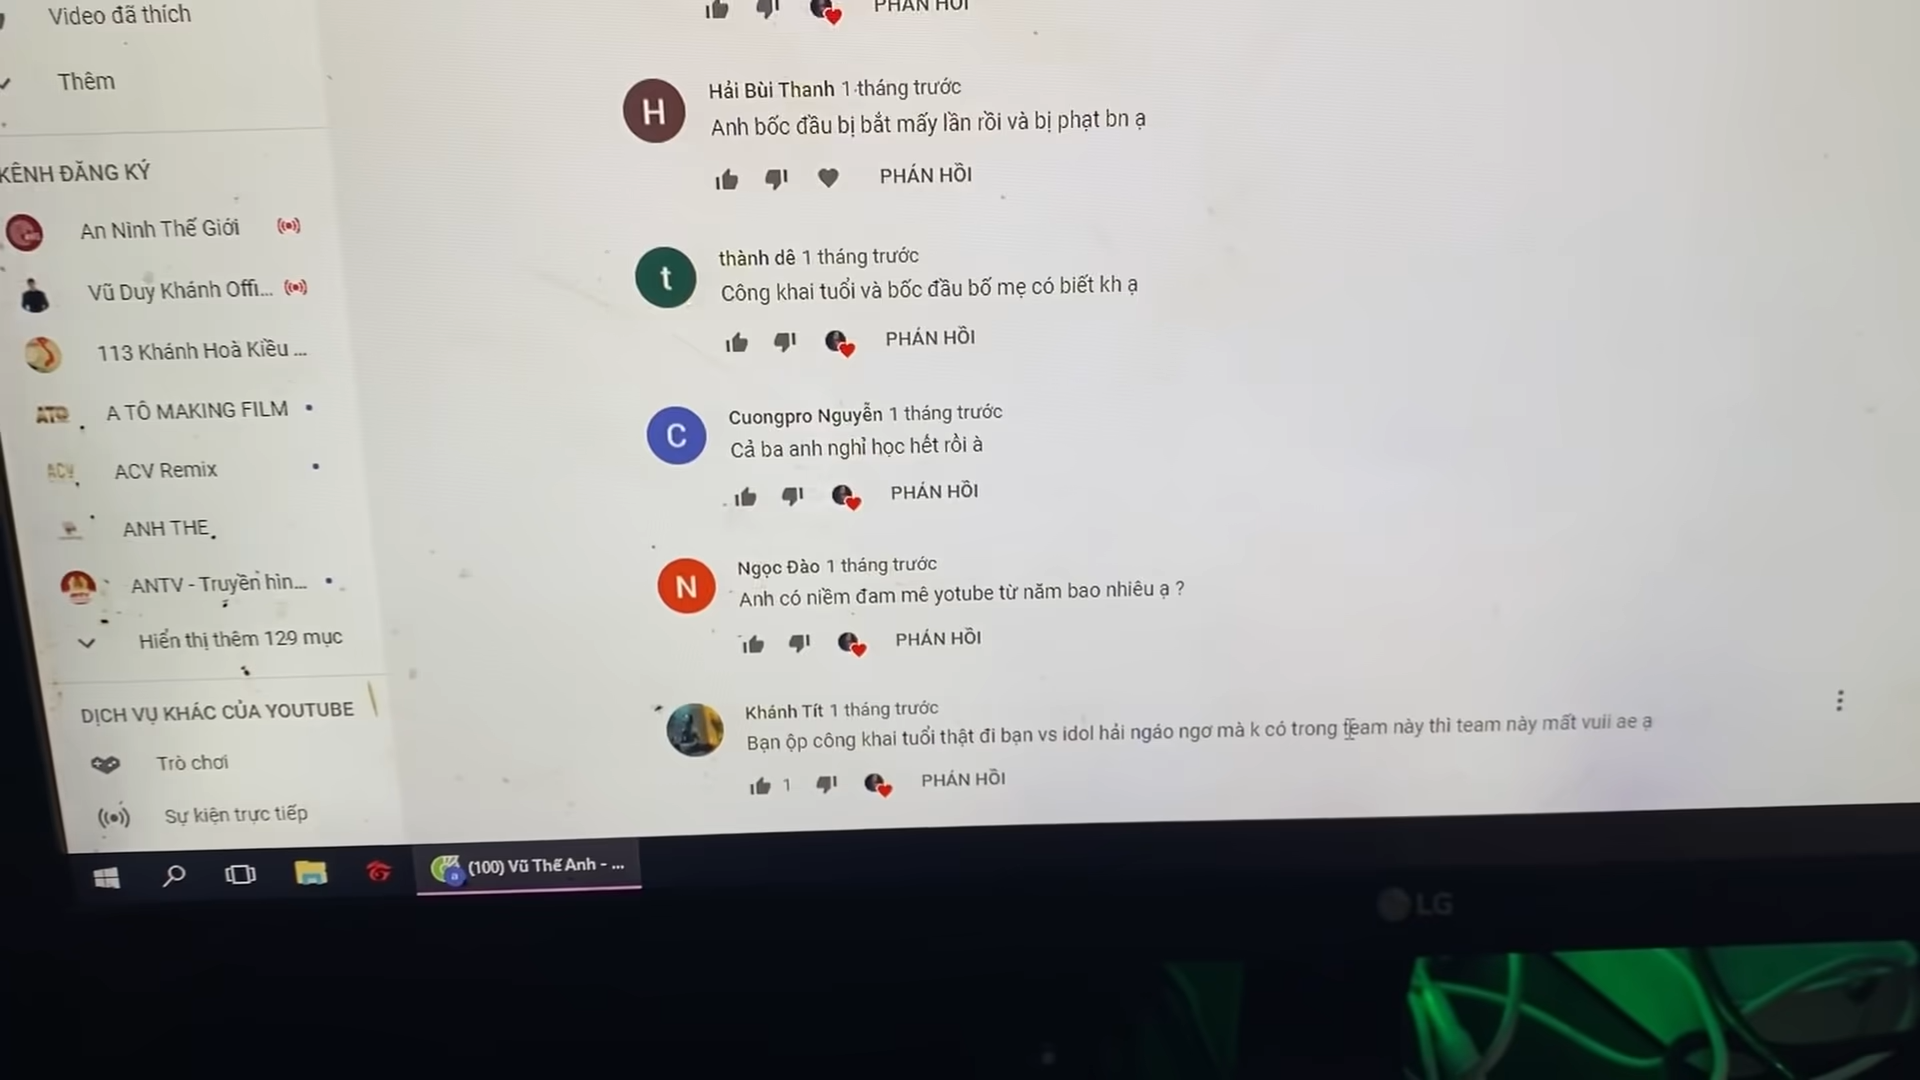 Video đã thích
Thêm
KÊNH ĐĂNG KÝ
An Ninh Thế Giới
Vũ Duy Khánh Offi...
113 Khánh Hoà Kiều ...
A TÔ MAKING FILM
ACV Remix
ANH THE
ANTV - Truyền hìn...
Hiển thị thêm 129 mục
DỊCH VỤ KHÁC CỦA YOUTUBE
Trò chơi
Sự kiện trực tiếp
PHẢN HỒI
H
Hải Bùi Thanh 1 tháng trước
Anh bốc đầu bị bắt mấy lần rồi và bị phạt bn ạ
PHẢN HỒI
t
thành dê 1 tháng trước
Công khai tuổi và bốc đầu bố mẹ có biết kh ạ
PHẢN HỒI
C
Cuongpro Nguyễn 1 tháng trước
Cả ba anh nghỉ học hết rồi à
PHẢN HỒI
N
Ngọc Đào 1 tháng trước
Anh có niềm đam mê yotube từ năm bao nhiêu ạ ?
PHẢN HỒI
Khánh Tít 1 tháng trước
Bạn ộp công khai tuổi thật đi bạn vs idol hải ngáo ngơ mà k có trong team này thì team này mất vuii ae ạ
1
PHẢN HỒI
(100) Vũ Thế Anh - ...
LG